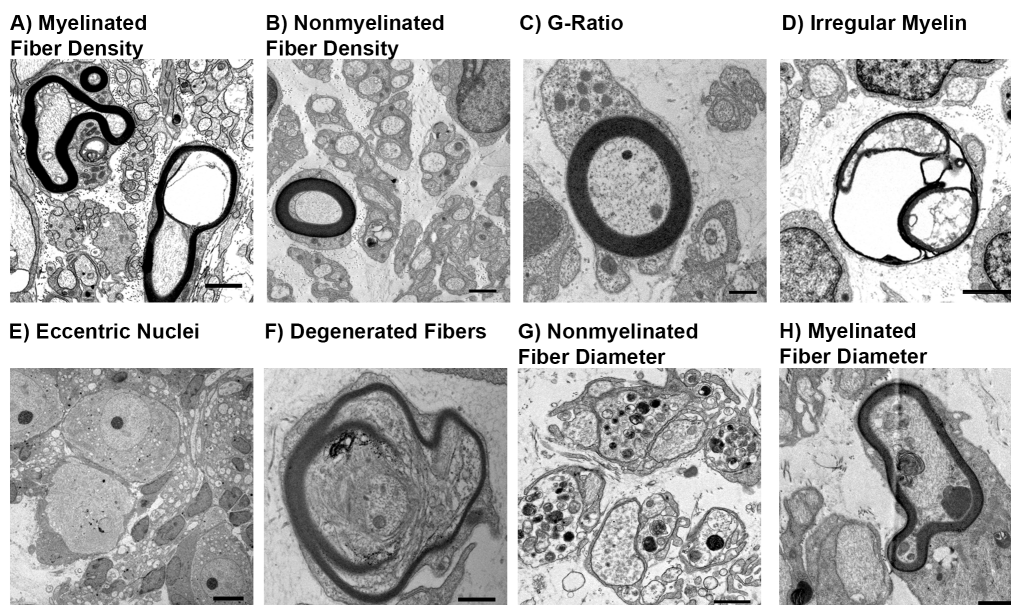 A) Myelinated
Fiber Density
B) Nonmyelinated
Fiber Density
C) G-Ratio
D) Irregular Myelin
E) Eccentric Nuclei
F) Degenerated Fibers
G) Nonmyelinated
Fiber Diameter
H) Myelinated
Fiber Diameter